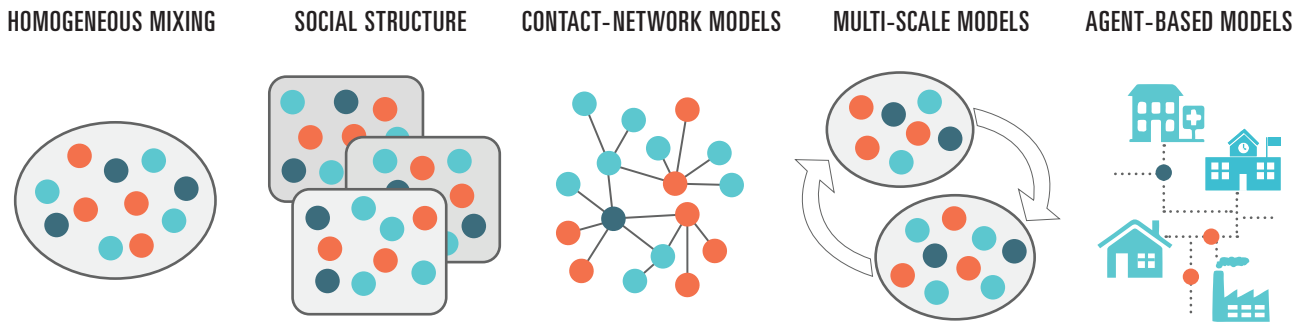 HOMOGENEOUS MIXING
SOCIAL STRUCTURE
CONTACT-NETWORK MODELS
MULTI-SCALE MODELS
AGENT-BASED MODELS